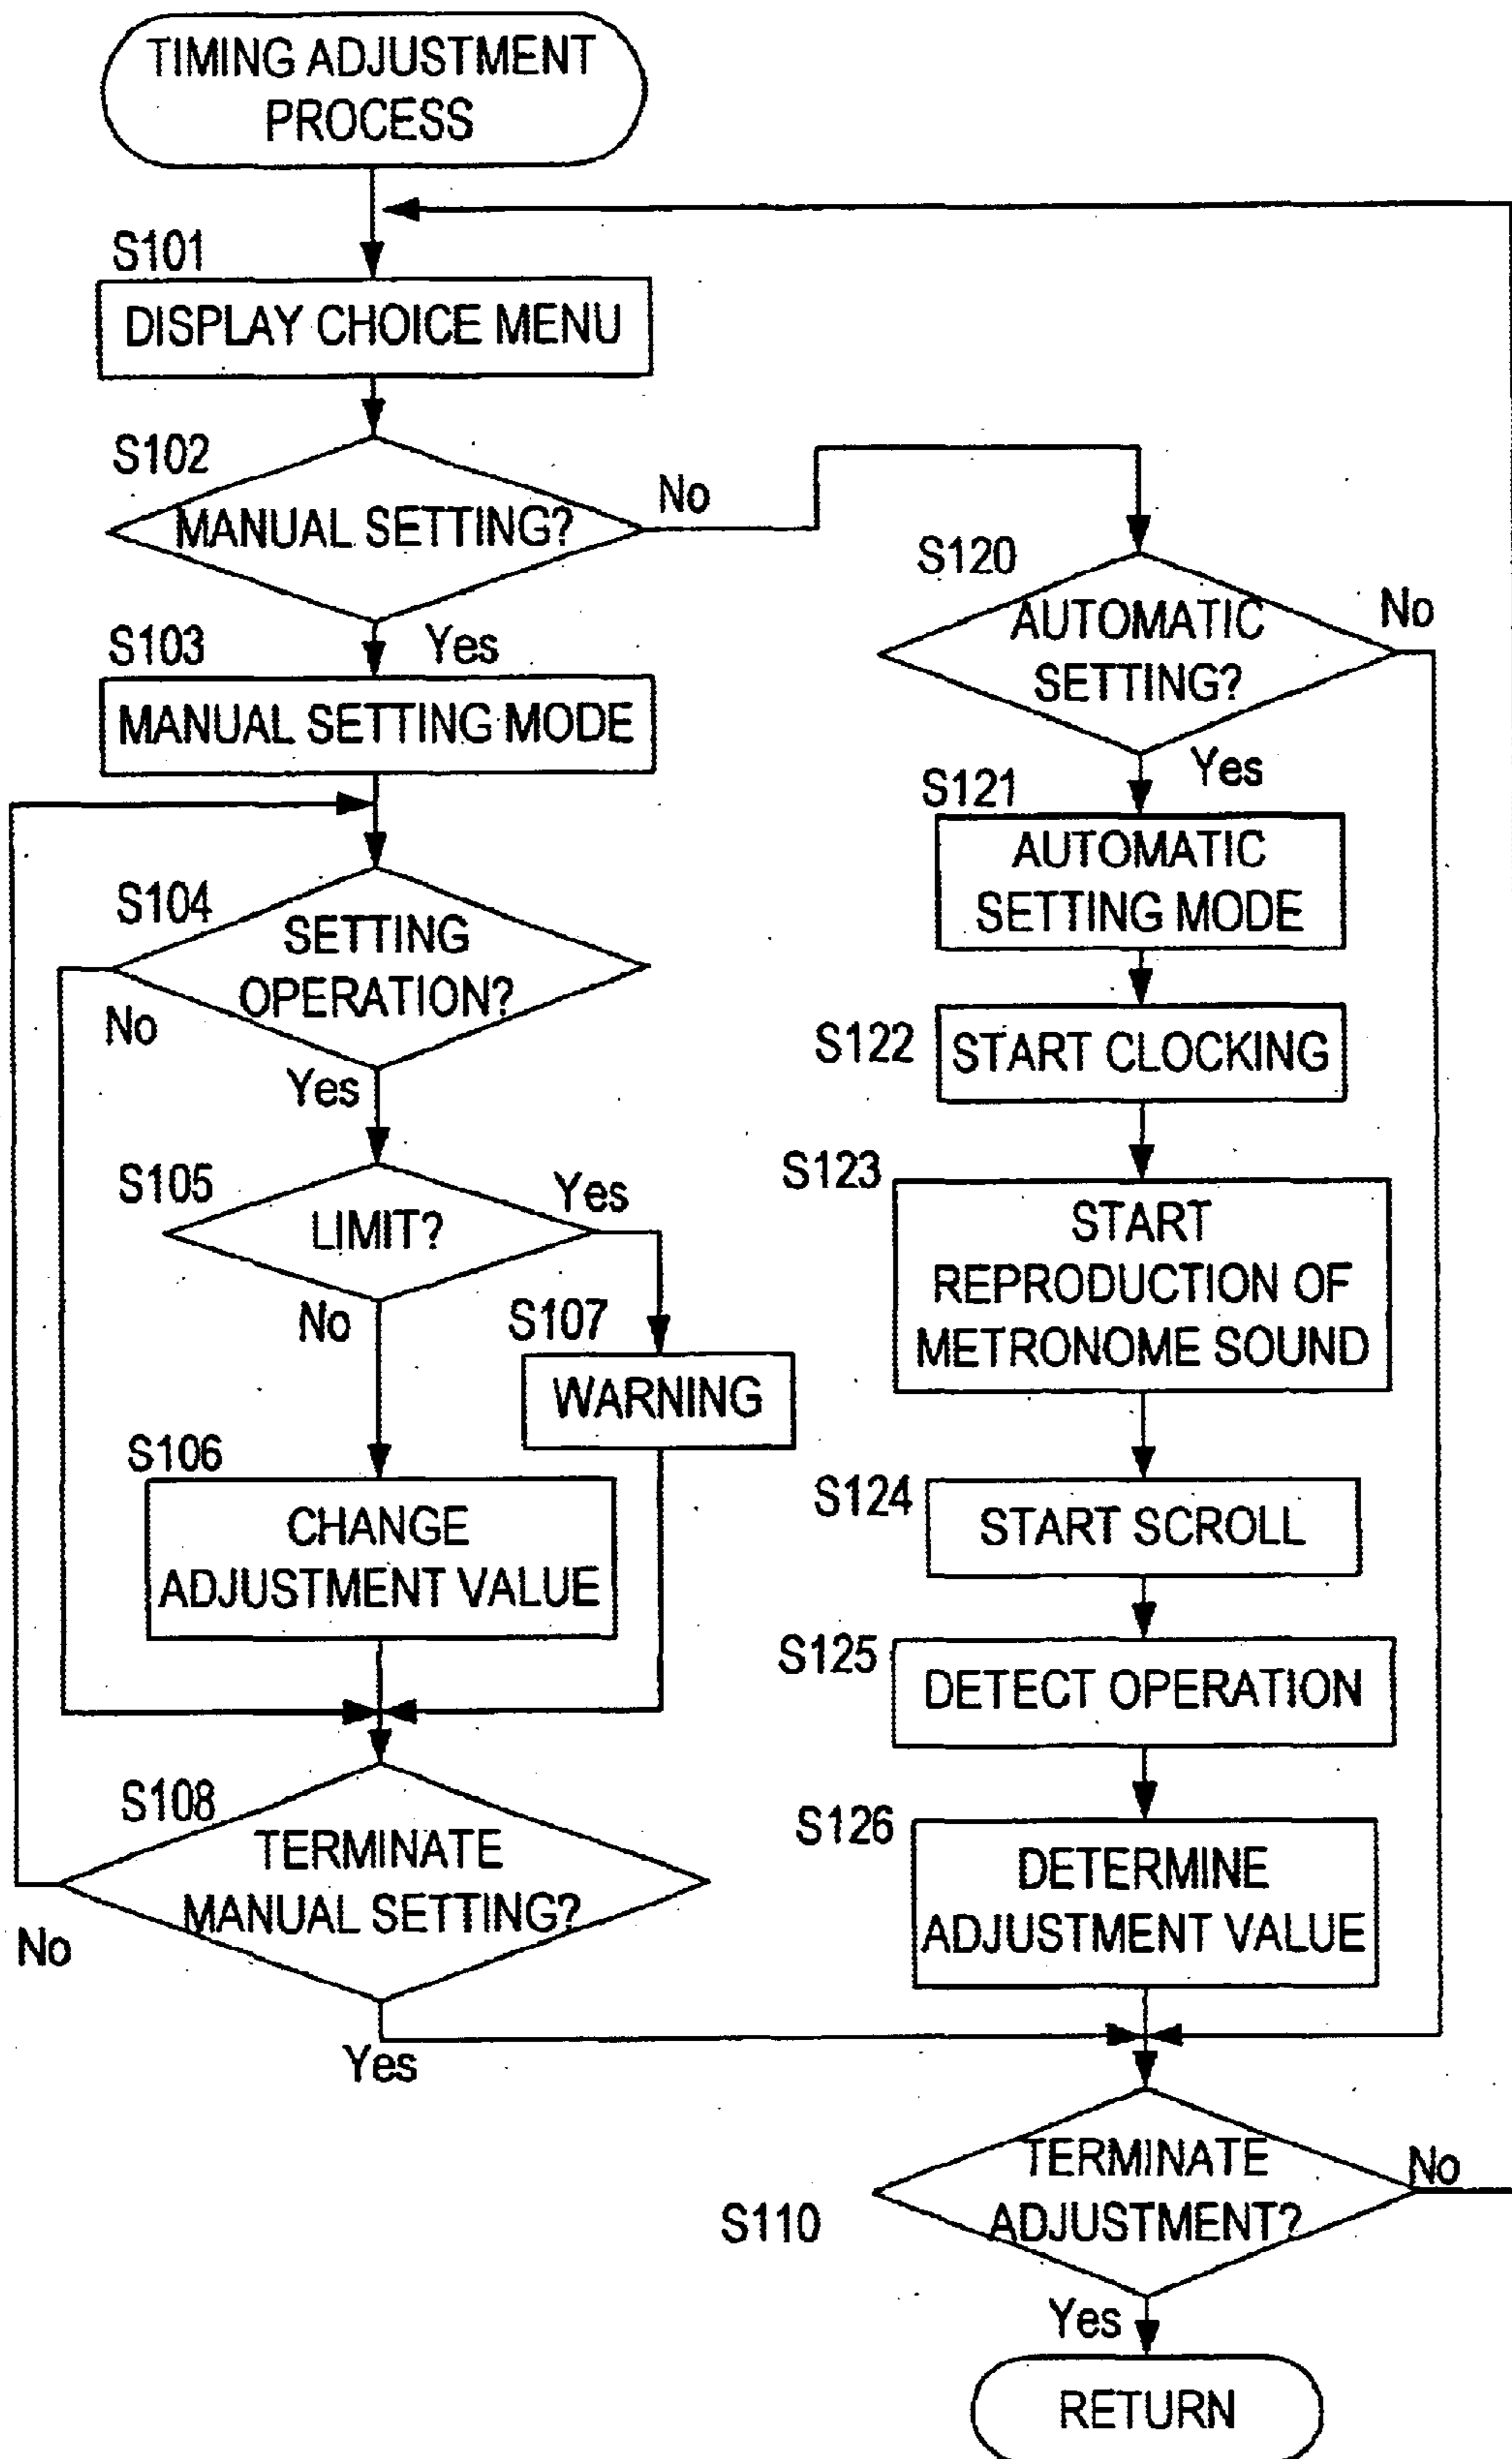 TIMING ADJUSTMENT
PROCESS
S101
DISPLAY CHOICE MENU
S102
MANUAL SETTING?
No
Yes
S103
MANUAL SETTING MODE
S104
SETTING
OPERATION?
No
Yes
S105
LIMIT?
Yes
No
S107
WARNING
S106
CHANGE
ADJUSTMENT VALUE
S108
TERMINATE
MANUAL SETTING?
No
Yes
S120
AUTOMATIC
SETTING?
No
Yes
S121
AUTOMATIC
SETTING MODE
S122
START CLOCKING
S123
START
REPRODUCTION OF
METRONOME SOUND
S124
START SCROLL
S125
DETECT OPERATION
S126
DETERMINE
ADJUSTMENT VALUE
S110
TERMINATE
ADJUSTMENT?
No
Yes
RETURN